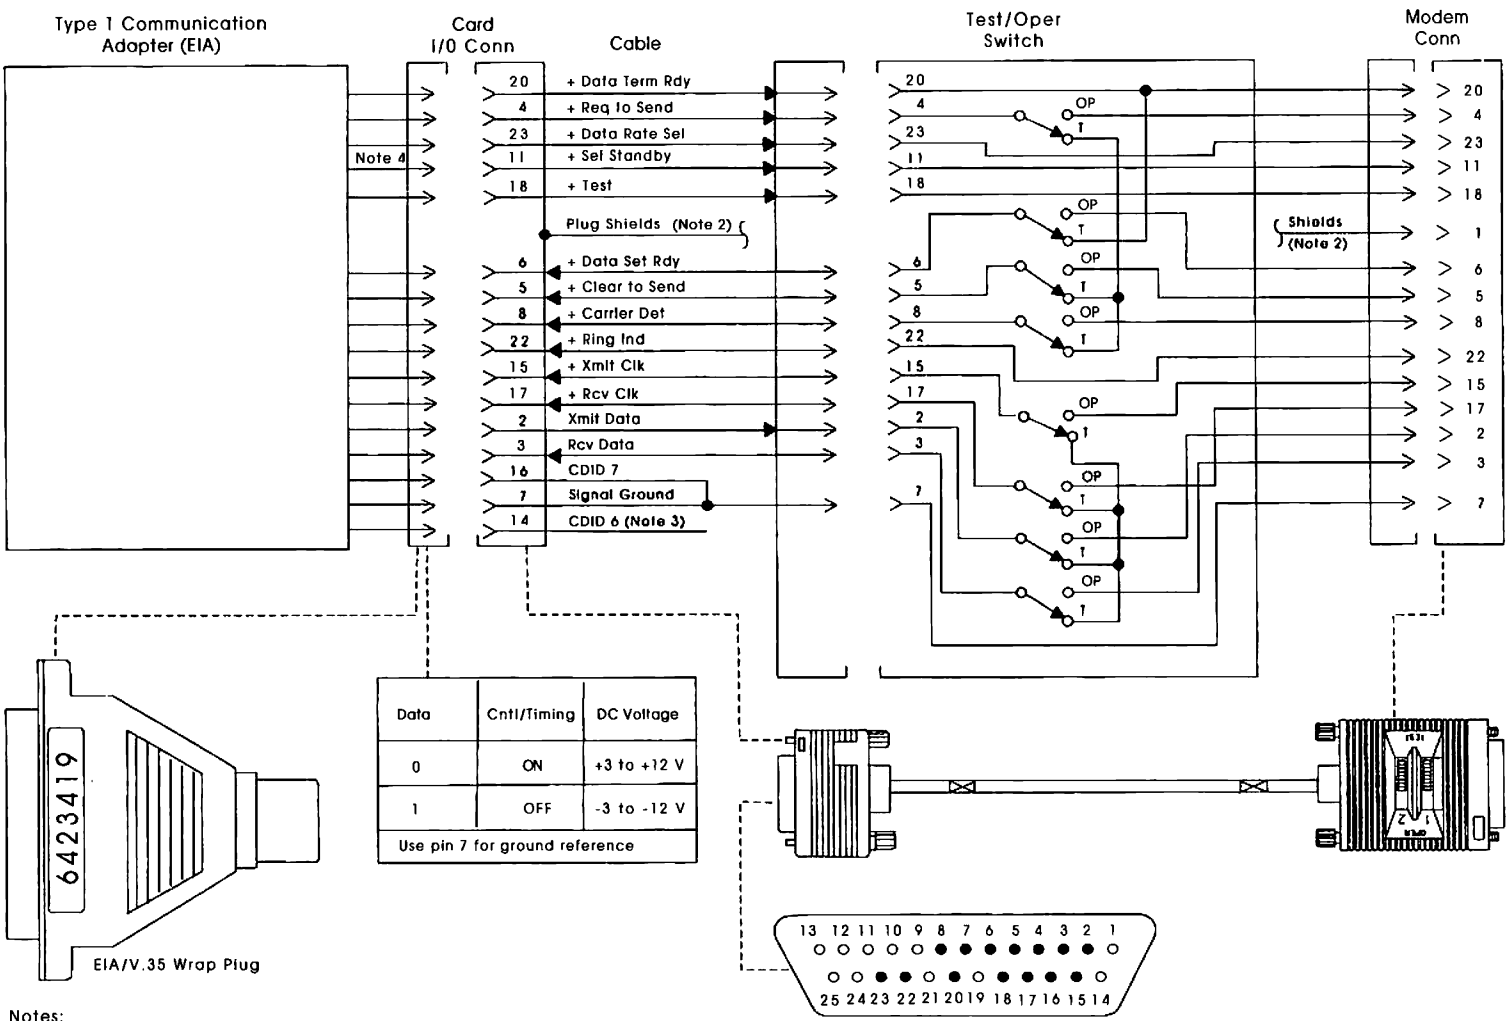 Type 1 Communication
Adapter (EIA)
Card
I/0 Conn
Cable
Test/Oper
Switch
Modem
Conn
20 + Data Term Rdy
4 + Req to Send
23 + Data Rate Sel
Note 4
11 + Sel Standby
18 + Test
Plug Shields (Note 2)
6 + Data Set Rdy
5 + Clear to Send
8 + Carrier Det
22 + Ring Ind
15 + Xmit Clk
17 + Rcv Clk
2 Xmit Data
3 Rcv Data
16 CDID 7
7 Signal Ground
14 CDID 6 (Note 3)
20
4
23
11
18
6
5
8
22
15
17
2
3
7
OP
T
OP
T
OP
T
OP
T
OP
T
OP
T
OP
T
OP
T
Shields
(Note 2)
20
4
23
11
18
1
6
5
8
22
15
17
2
3
7
Data Cntl/Timing DC Voltage
0 ON +3 to +12 V
1 OFF -3 to -12 V
Use pin 7 for ground reference
6423419
EIA/V.35 Wrap Plug
TEST
2 1
OPER
13 12 11 10 9 8 7 6 5 4 3 2 1
25 24 23 22 21 20 19 18 17 16 15 14
Notes: